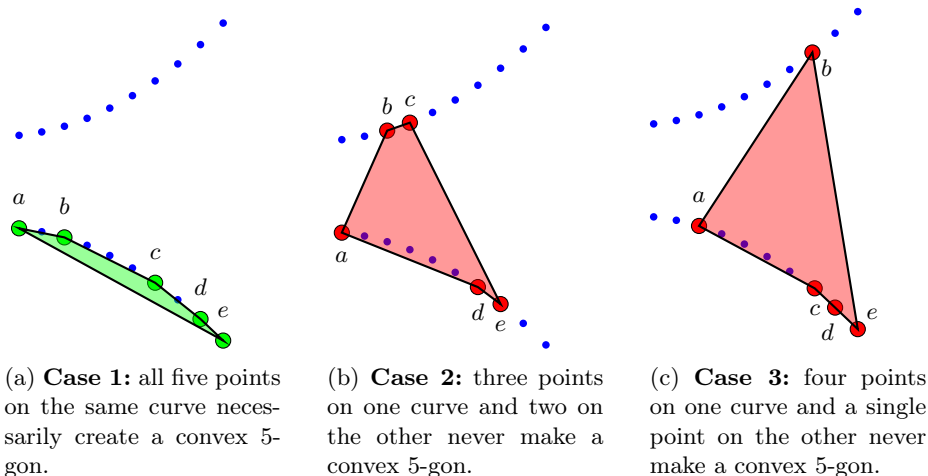 a
b
c
d
e
b
c
a
d
e
b
a
c
d
e
(a) Case 1: all five points
on the same curve neces-
sarily create a convex 5-
gon.
(b) Case 2: three points
on one curve and two on
the other never make a
convex 5-gon.
(c) Case 3: four points
on one curve and a single
point on the other never
make a convex 5-gon.